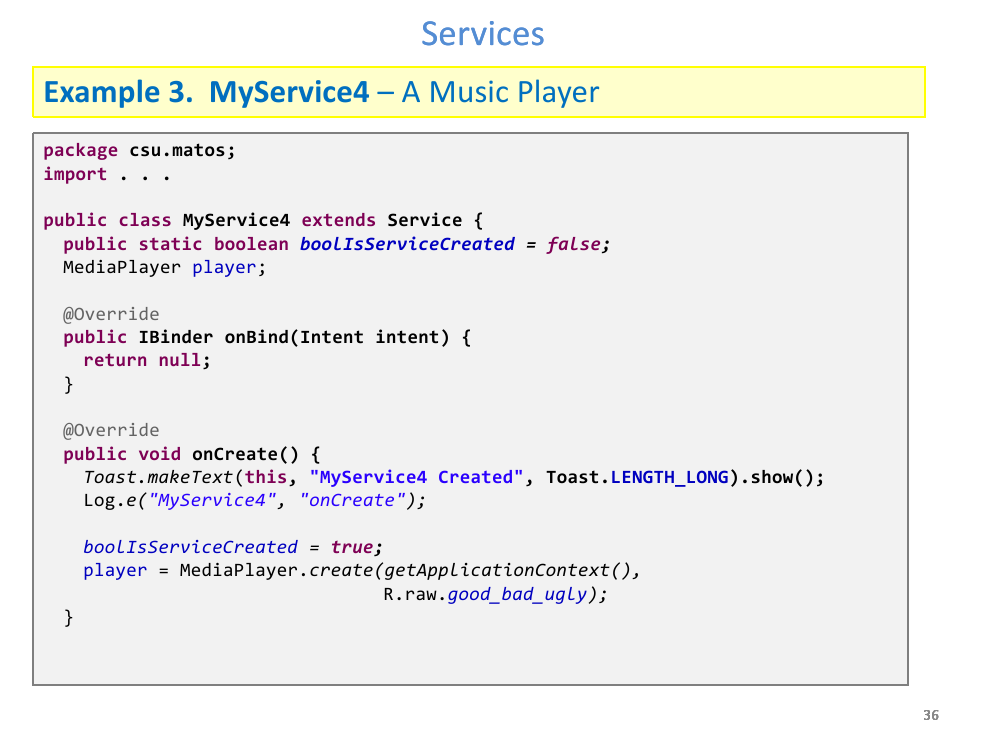 Services
Example 3. MyService4 – A Music Player
package csu.matos;
import . . .
public class MyService4 extends Service {
public static boolean boolIsServiceCreated = false;
MediaPlayer player;
@Override
public IBinder onBind(Intent intent) {
return null;
}
@Override
public void onCreate() {
Toast.makeText(this, "MyService4 Created", Toast.LENGTH_LONG).show();
Log.e("MyService4", "onCreate");
boolIsServiceCreated = true;
player = MediaPlayer.create(getApplicationContext(),
R.raw.good_bad_ugly);
}
36